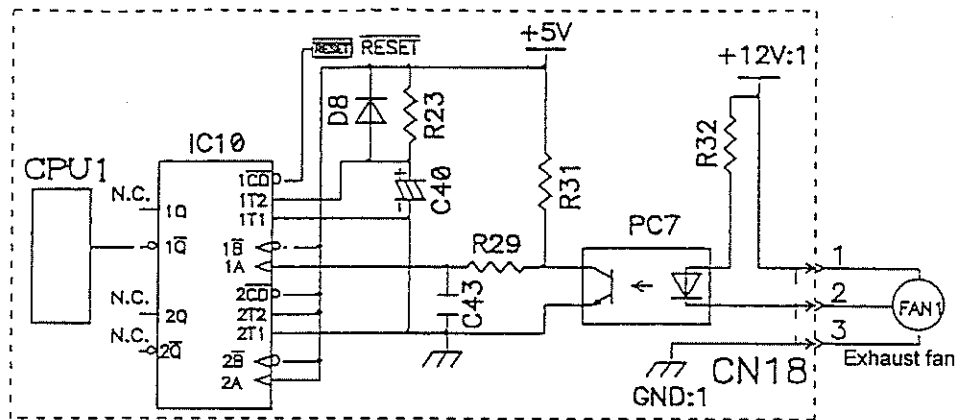 +5V
RESET RESET
+12V:1
D8
R23
R32
IC10
CPU1
R31
C40
N.C.
1CD
1T2
1Q
1T1
PC7
1Q
1B
R29
1A
1
2CD
C43
N.C.
2Q
2T2
2
FAN1
N.C.
2T1
3
2Q
2B
CN18
Exhaust fan
2A
GND:1